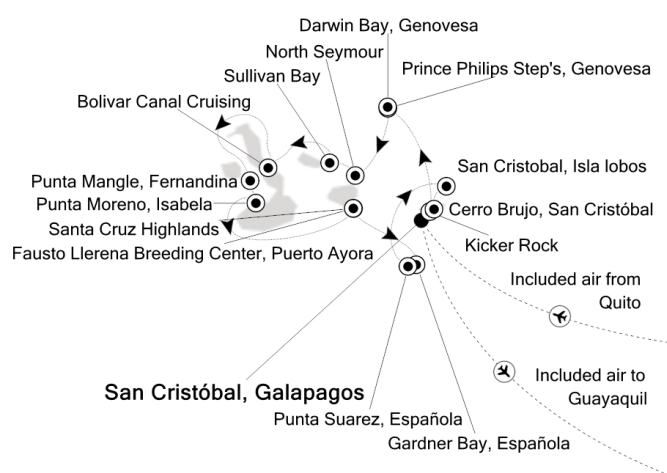 Darwin Bay, Genovesa
North Seymour
Prince Philips Step's, Genovesa
Sullivan Bay
Bolivar Canal Cruising
San Cristobal, Isla lobos
Punta Mangle, Fernandina
Punta Moreno, Isabela
Cerro Brujo, San Cristóbal
Santa Cruz Highlands
Kicker Rock
Fausto Llerena Breeding Center, Puerto Ayora
Included air from
Quito
Included air to
Guayaquil
San Cristóbal, Galapagos
Punta Suarez, Española
Gardner Bay, Española